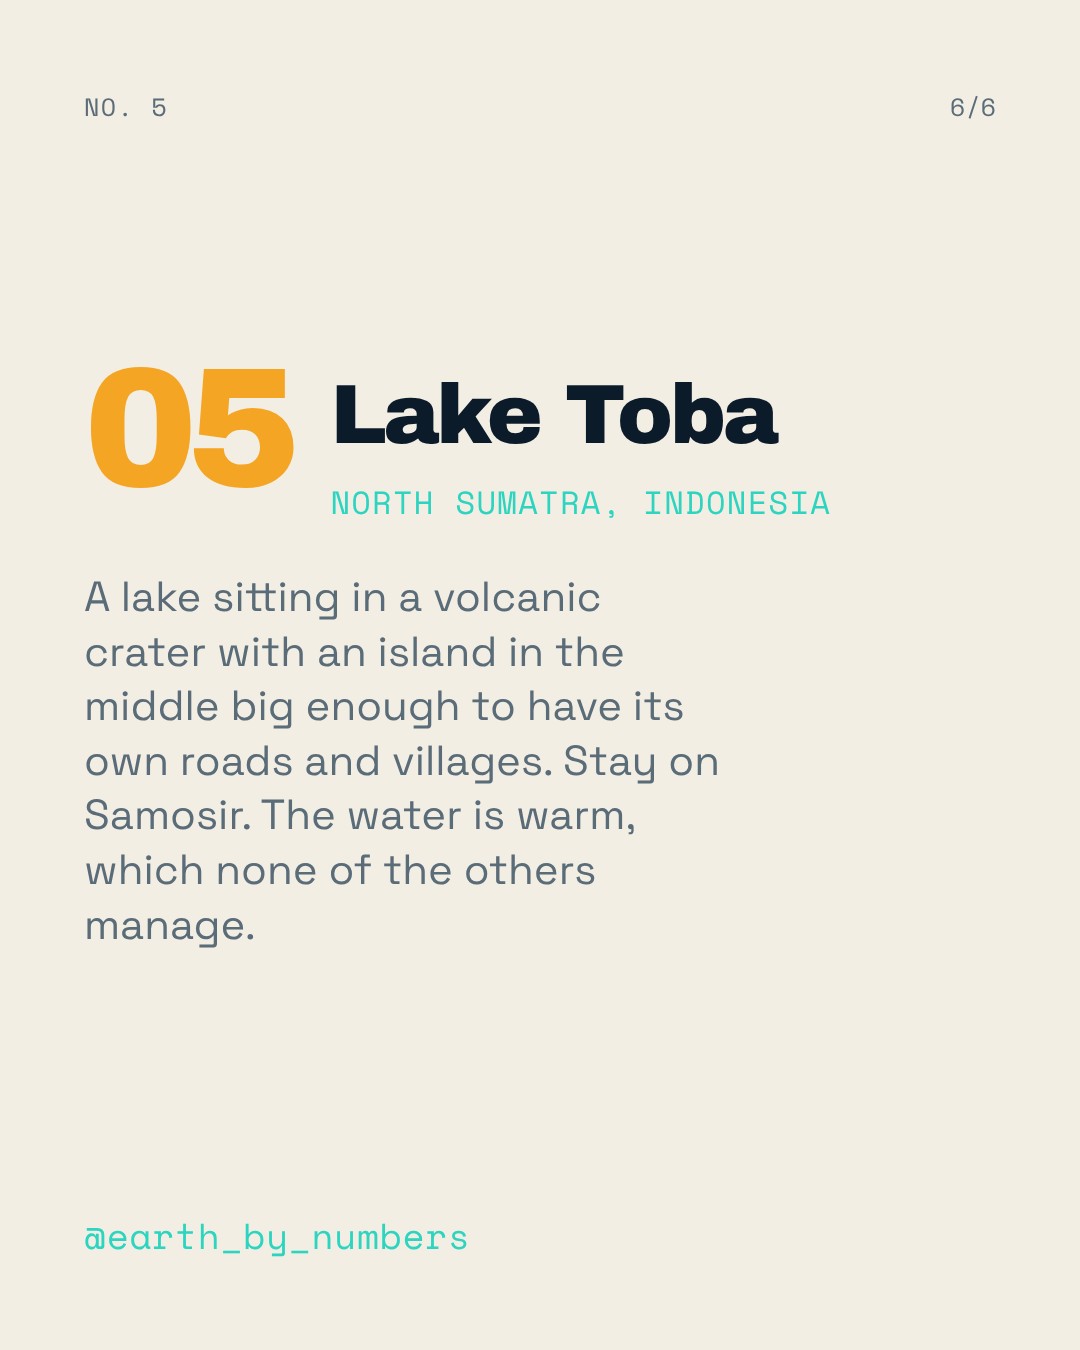 NO. 5
6/6
05
Lake Toba
NORTH SUMATRA, INDONESIA
A lake sitting in a volcanic
crater with an island in the
middle big enough to have its
own roads and villages. Stay on
Samosir. The water is warm,
which none of the others
manage.
@earth_by_numbers